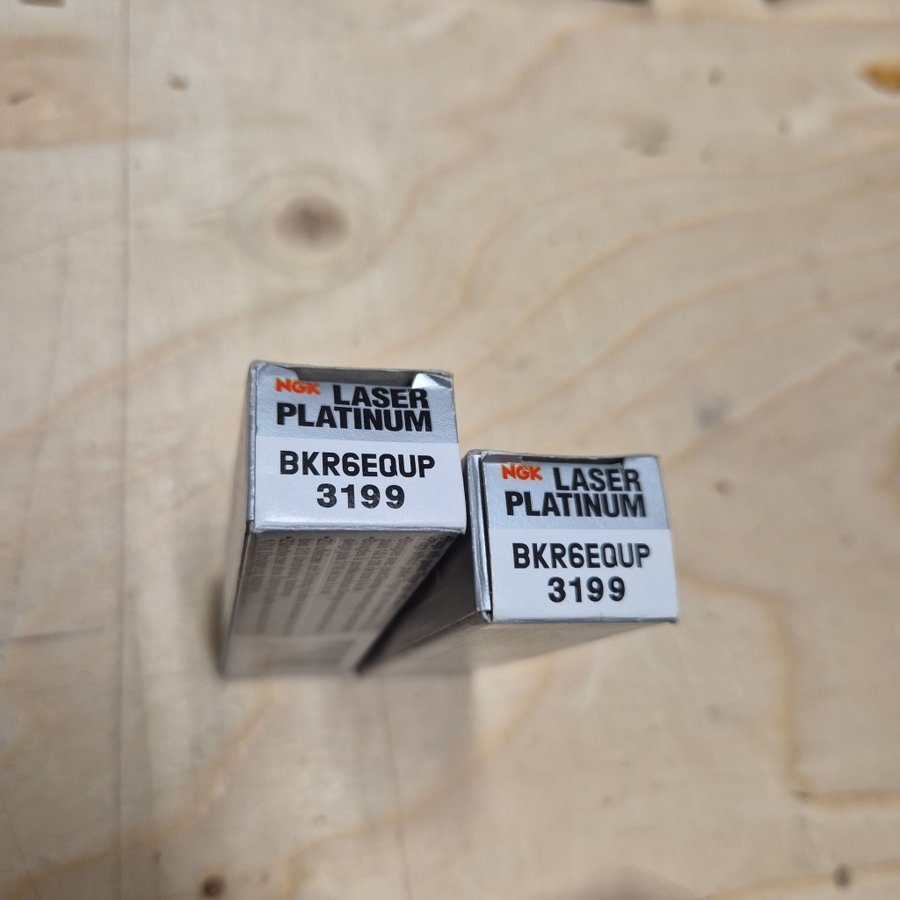 NGK LASER
PLATINUM
BKR6EQUP
3199
NGK LASER
PLATINUM
BKR6EQUP
3199